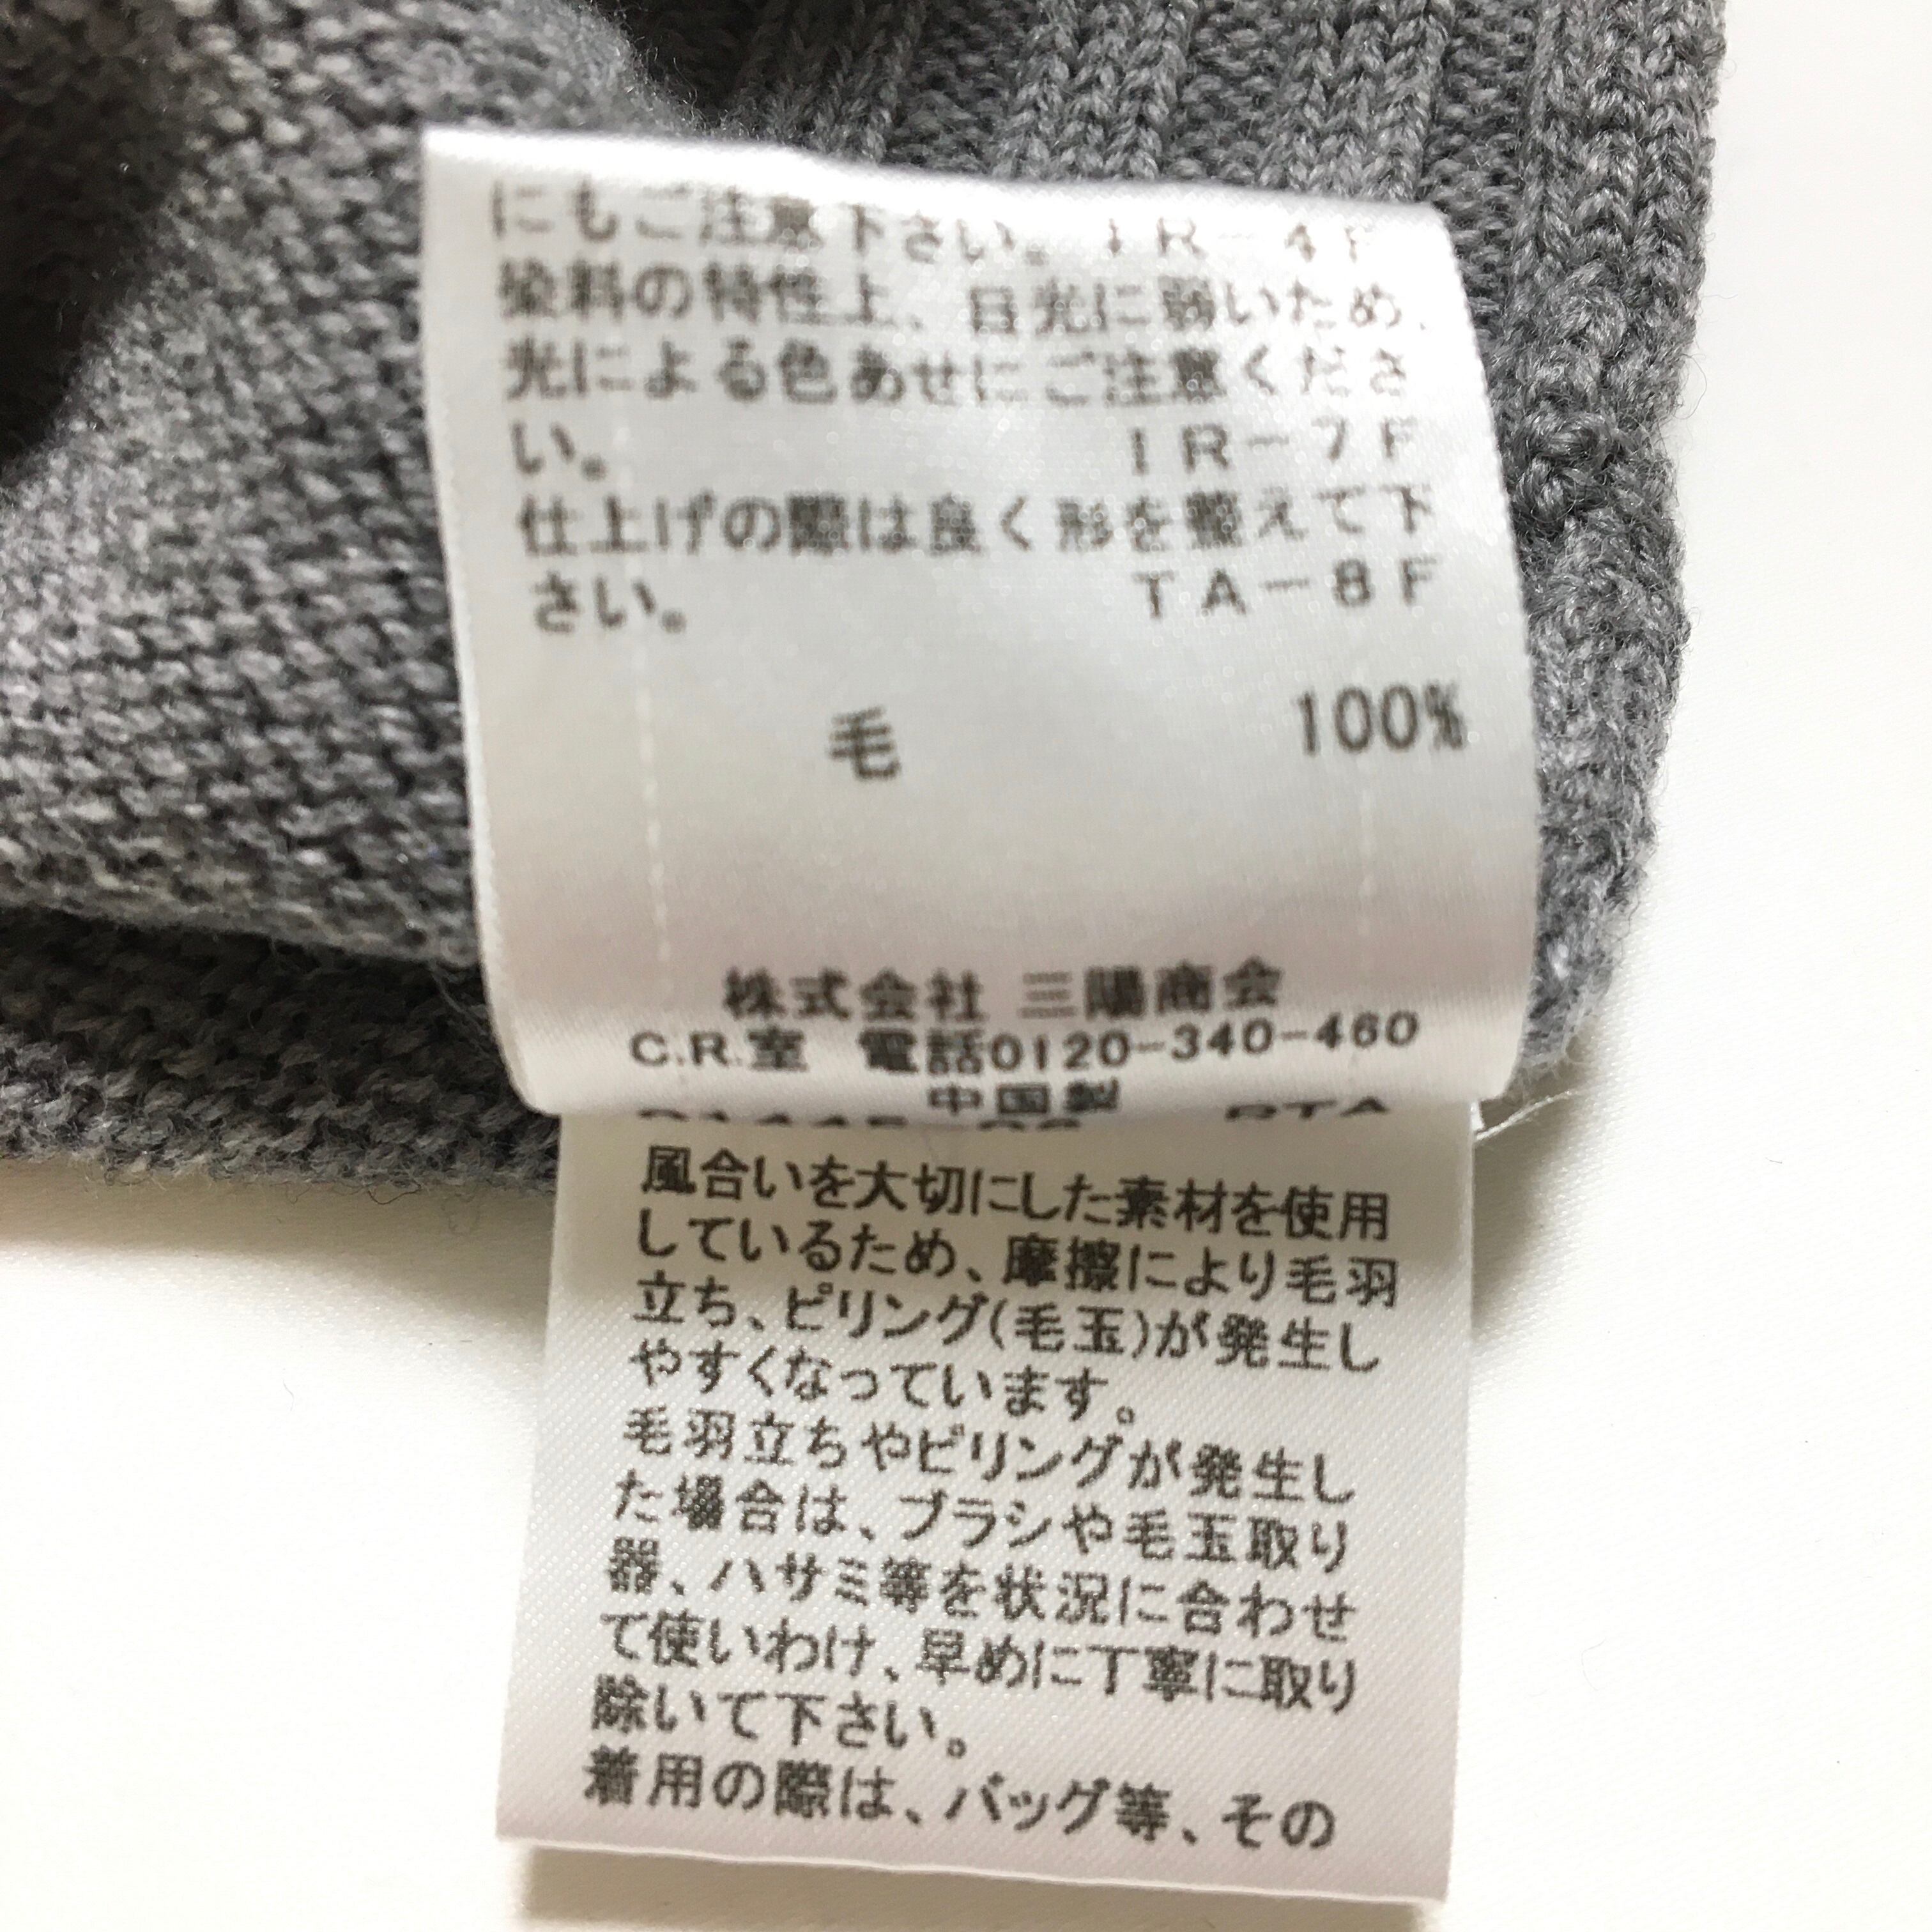 にもご注意下さい。IR-4F
染料の特性上、日光に弱いため、
光による色あせにご注意くださ
い。 IR-7F
仕上げの際は良く形を整えて下
さい。 TA-8F
毛 100%
株式会社 三陽商会
C.R.室 電話0120-340-460
中国製
風合いを大切にした素材を使用
しているため、摩擦により毛羽
立ち、ピリング(毛玉)が発生し
やすくなっています。
毛羽立ちやピリングが発生し
た場合は、ブラシや毛玉取り
器、ハサミ等を状況に合わせ
て使いわけ、早めに丁寧に取り
除いて下さい。
着用の際は、バッグ等、その